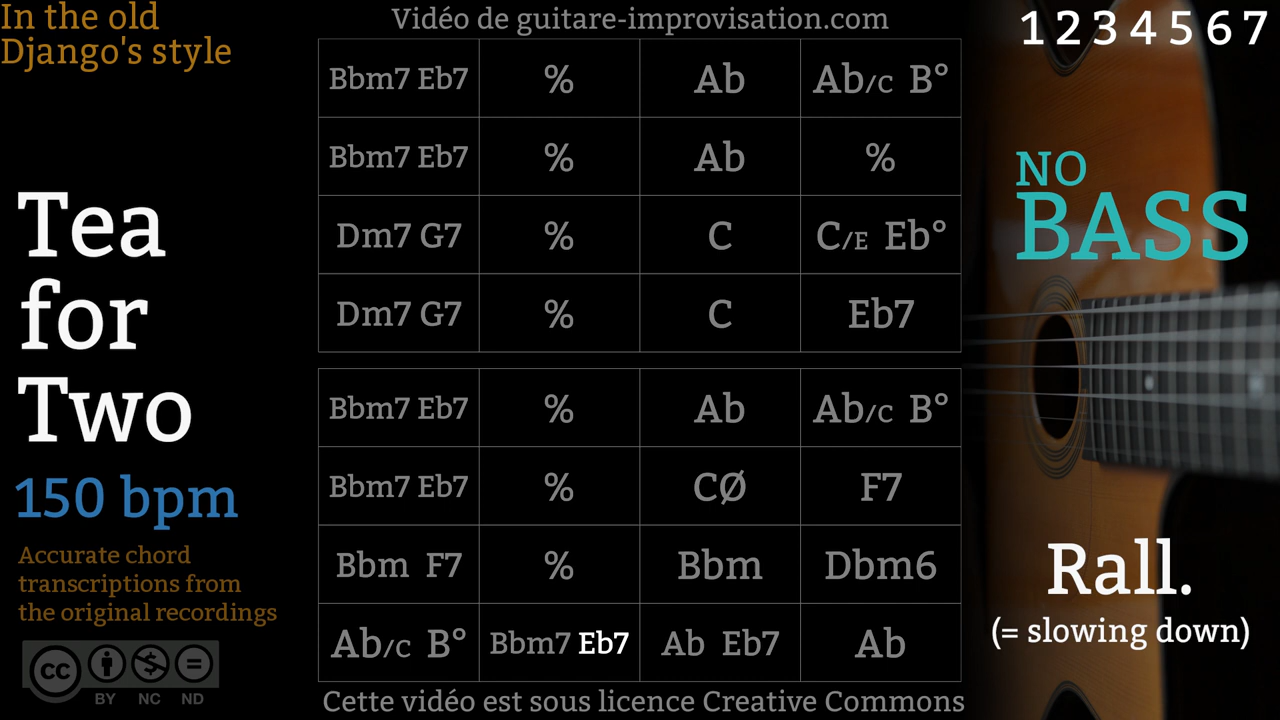 In the old
Django's style
Vidéo de guitare-improvisation.com
1 2 3 4 5 6 7
Bbm7 Eb7 % Ab Ab/C B°
Bbm7 Eb7 % Ab %
Dm7 G7 % C C/E Eb°
Dm7 G7 % C Eb7
Bbm7 Eb7 % Ab Ab/C B°
Bbm7 Eb7 % CØ F7
Bbm F7 % Bbm Dbm6
Ab/C B° Bbm7 Eb7 Ab Eb7 Ab
Tea
for
Two
150 bpm
Accurate chord
transcriptions from
the original recordings
cc
BY NC ND
NO
BASS
Rall.
(= slowing down)
Cette vidéo est sous licence Creative Commons